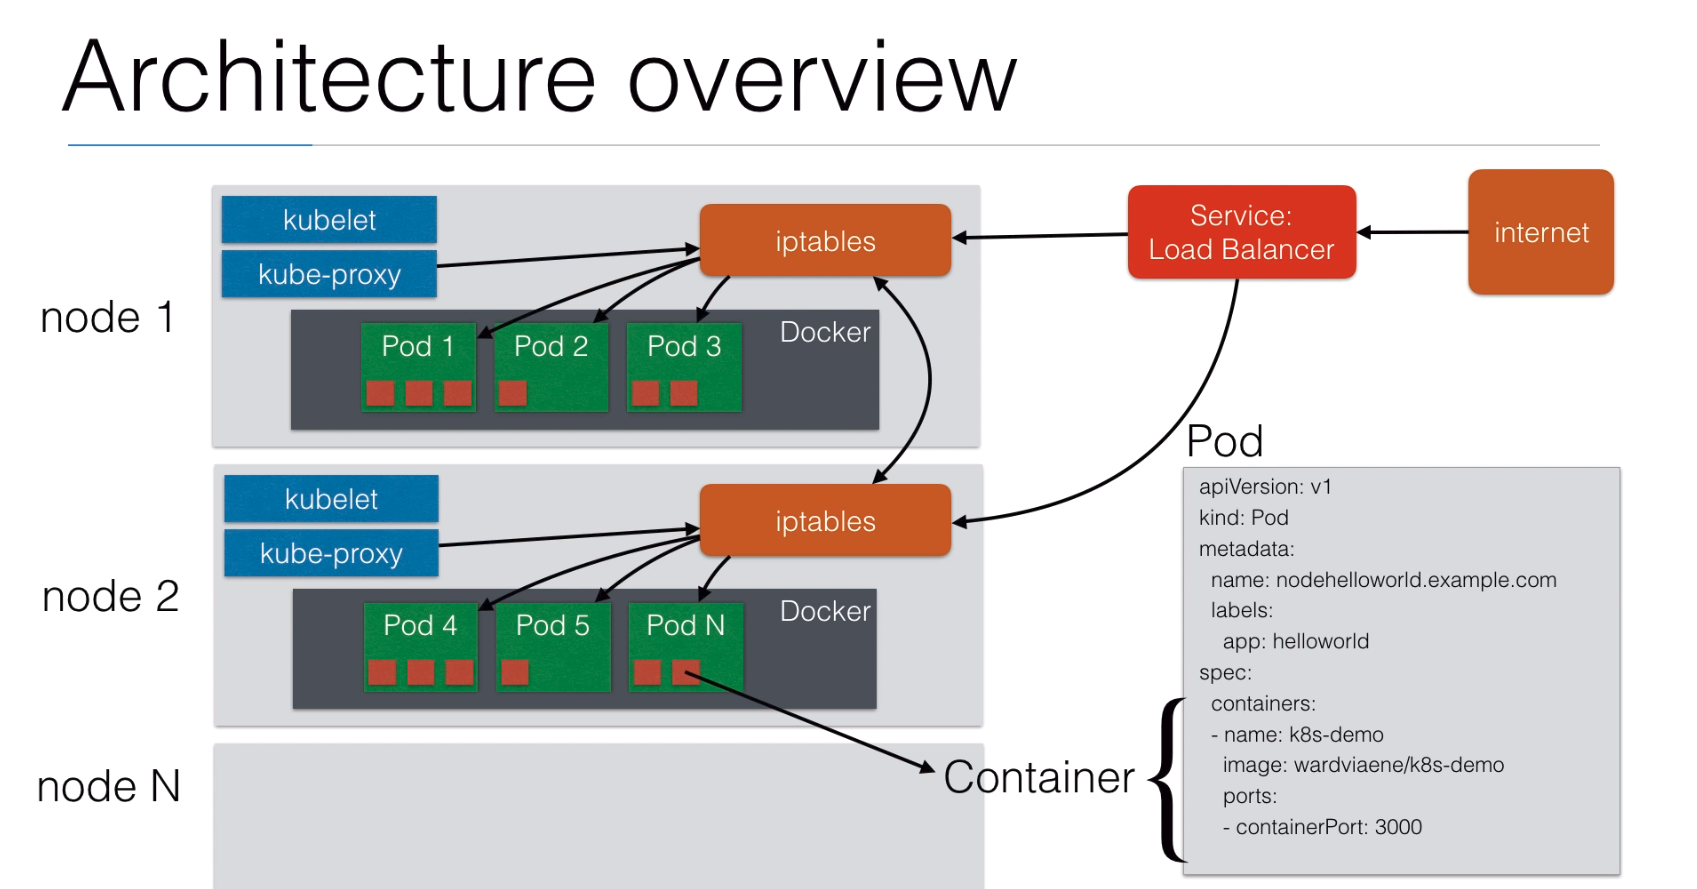 Architecture overview
kubelet
kube-proxy
iptables
Service:
Load Balancer
internet
node 1
Docker
Pod 1
Pod 2
Pod 3
kubelet
kube-proxy
iptables
node 2
Docker
Pod 4
Pod 5
Pod N
node N
Container
Pod
apiVersion: v1
kind: Pod
metadata:
  name: nodehelloworld.example.com
  labels:
    app: helloworld
spec:
  containers:
  - name: k8s-demo
    image: wardviaene/k8s-demo
    ports:
    - containerPort: 3000